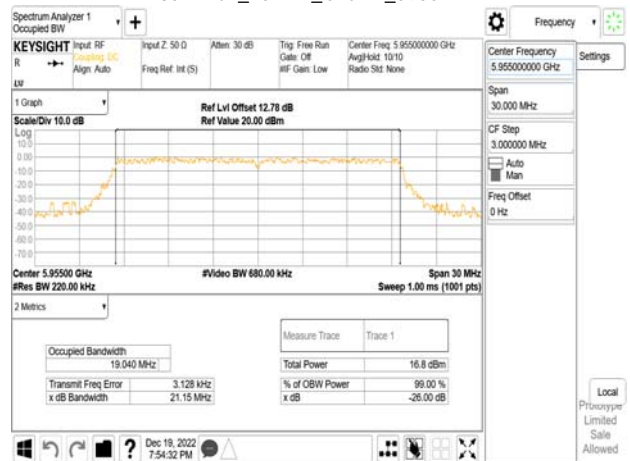 Spectrum Analyzer 1
Occupied BW
Frequency
KEYSIGHT Input: RF
R
Coupling: DC
Align: Auto
LXI
Input Z: 50 Ω
Freq Ref: Int (S)
Atten: 30 dB
Trig: Free Run
Gate: Off
#IF Gain: Low
Center Freq: 5.955000000 GHz
Avg|Hold: 10/10
Radio Std: None
Center Frequency
5.955000000 GHz
Settings
Span
30.000 MHz
CF Step
3.000000 MHz
Auto
Man
Freq Offset
0 Hz
1 Graph
Scale/Div 10.0 dB
Ref Lvl Offset 12.78 dB
Ref Value 20.00 dBm
Log
10.0
0.00
-10.0
-20.0
-30.0
-40.0
-50.0
-60.0
-70.0
Center 5.95500 GHz
#Res BW 220.00 kHz
#Video BW 680.00 kHz
Span 30 MHz
Sweep 1.00 ms (1001 pts)
2 Metrics
Measure Trace Trace 1
Occupied Bandwidth
19.040 MHz
Total Power 16.8 dBm
Transmit Freq Error 3.128 kHz
% of OBW Power 99.00 %
x dB Bandwidth 21.15 MHz
x dB -26.00 dB
Local
Prototype
Limited
Sale
Allowed
?
Dec 19, 2022
7:54:32 PM